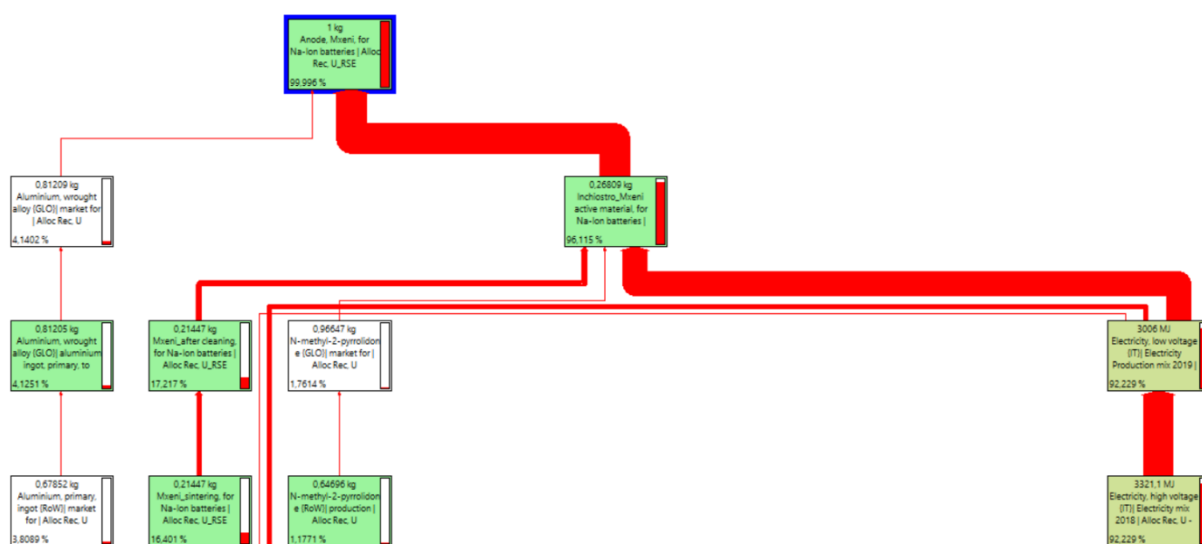 1 kg
Anode, Mxeni, for
Na-Ion batteries | Alloc
Rec, U_RSE
99,996 %
0,81209 kg
Aluminium, wrought
alloy {GLO}| market for
| Alloc Rec, U
4,1402 %
0,26809 kg
Inchiostro_Mxeni
active material, for
Na-Ion batteries |
96,115 %
0,81205 kg
Aluminium, wrought
alloy {GLO}| aluminium
ingot, primary, to
4,1251 %
0,21447 kg
Mxeni_after cleaning,
for Na-Ion batteries |
Alloc Rec, U_RSE
17,217 %
0,96647 kg
N-methyl-2-pyrrolidon
e {GLO}| market for |
Alloc Rec, U
1,7614 %
3006 MJ
Electricity, low voltage
{IT}| Electricity
Production mix 2019 |
92,229 %
0,67852 kg
Aluminium, primary,
ingot {RoW}| market
for | Alloc Rec, U
3,8089 %
0,21447 kg
Mxeni_sintering, for
Na-Ion batteries |
Alloc Rec, U_RSE
16,401 %
0,64696 kg
N-methyl-2-pyrrolidon
e {RoW}| production |
Alloc Rec, U
1,1771 %
3321,1 MJ
Electricity, high voltage
{IT}| Electricity mix
2018 | Alloc Rec, U -
92,229 %